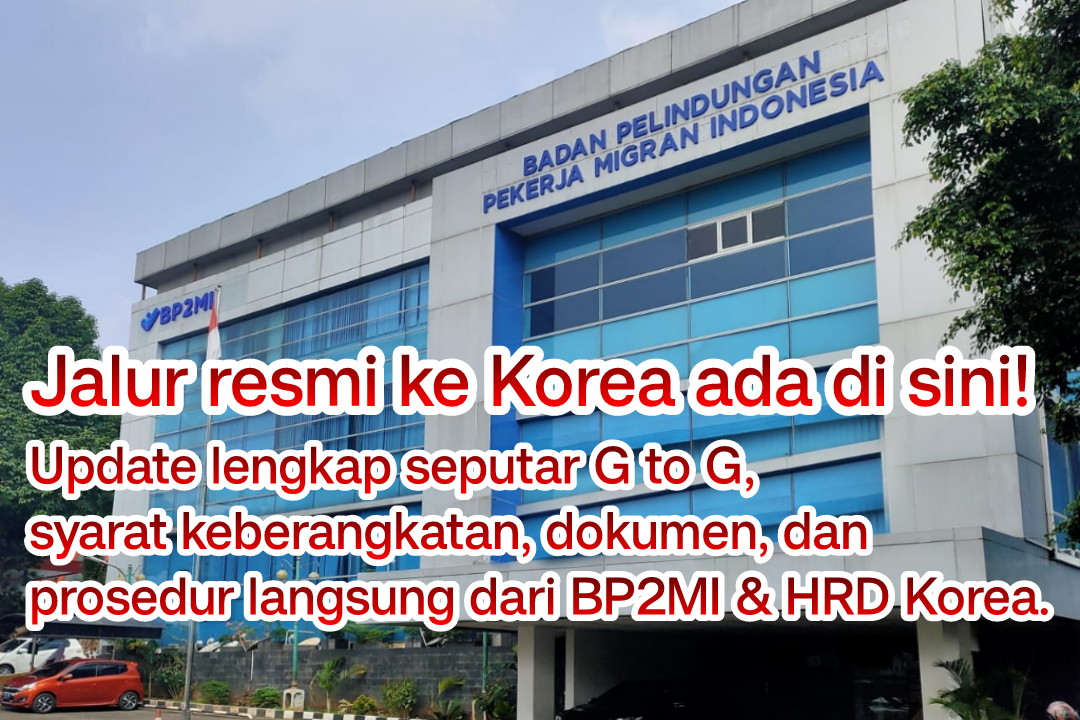 BADAN PELINDUNGAN
PEKERJA MIGRAN INDONESIA
BP2MI
Jalur resmi ke Korea ada di sini!
Update lengkap seputar G to G,
syarat keberangkatan, dokumen, dan
prosedur langsung dari BP2MI & HRD Korea.